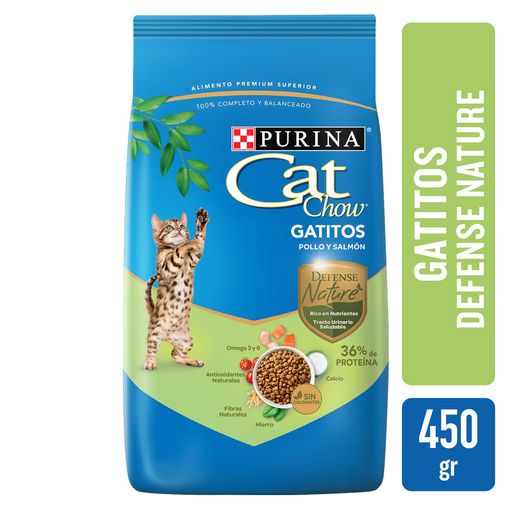 ALIMENTO PREMIUM SUPERIOR
100% COMPLETO Y BALANCEADO
PURINA®
Cat
Chow®
GATITOS
POLLO Y SALMÓN
DEFENSE
Nature
Rico en Nutrientes
Tracto Urinario
Saludable
Omega 3 y 6
36% de
PROTEÍNA
Antioxidantes
Naturales
Calcio
SIN
COLORANTES
Fibras
Naturales
Hierro
GATITOS
DEFENSE NATURE
450
gr